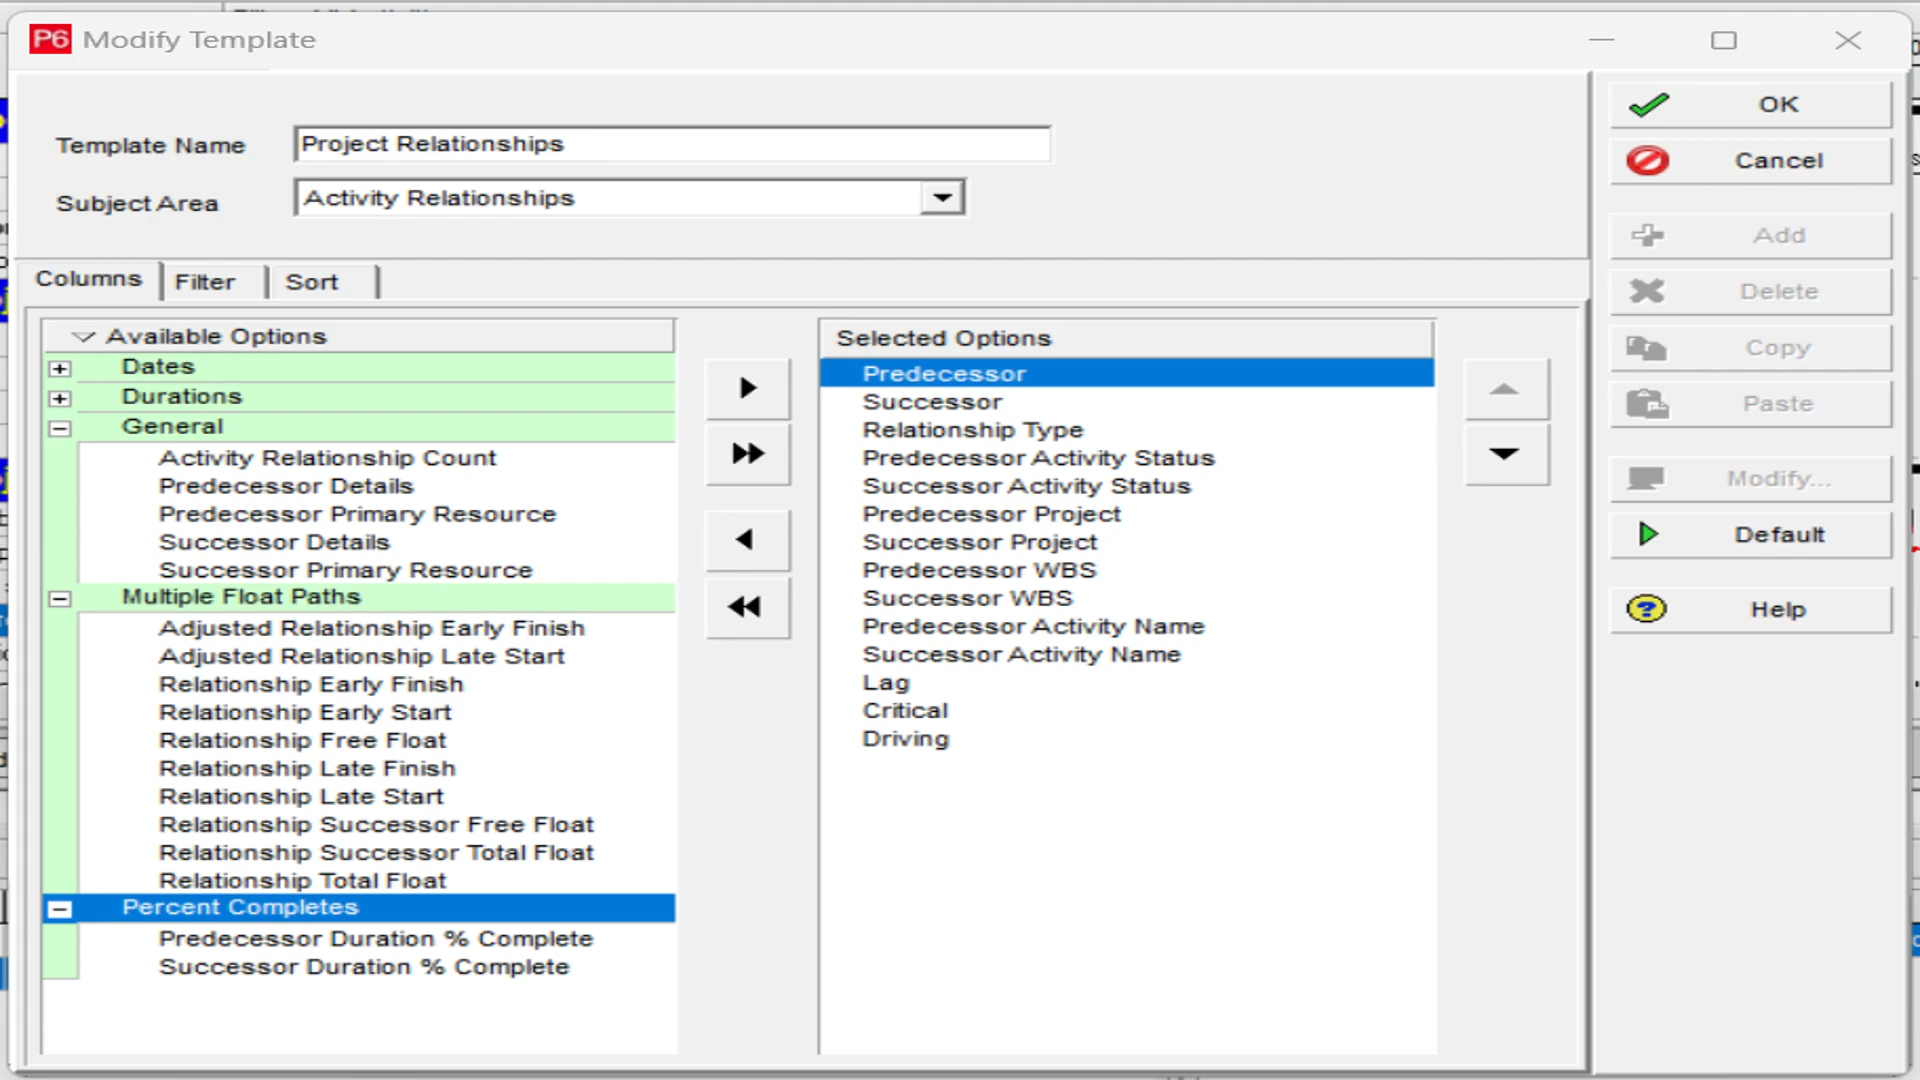 P6 Modify Template
Template Name Project Relationships
Subject Area Activity Relationships
Columns Filter Sort
Available Options
Dates
Durations
General
Activity Relationship Count
Predecessor Details
Predecessor Primary Resource
Successor Details
Successor Primary Resource
Multiple Float Paths
Adjusted Relationship Early Finish
Adjusted Relationship Late Start
Relationship Early Finish
Relationship Early Start
Relationship Free Float
Relationship Late Finish
Relationship Late Start
Relationship Successor Free Float
Relationship Successor Total Float
Relationship Total Float
Percent Completes
Predecessor Duration % Complete
Successor Duration % Complete
Selected Options
Predecessor
Successor
Relationship Type
Predecessor Activity Status
Successor Activity Status
Predecessor Project
Successor Project
Predecessor WBS
Successor WBS
Predecessor Activity Name
Successor Activity Name
Lag
Critical
Driving
OK
Cancel
Add
Delete
Copy
Paste
Modify...
Default
Help